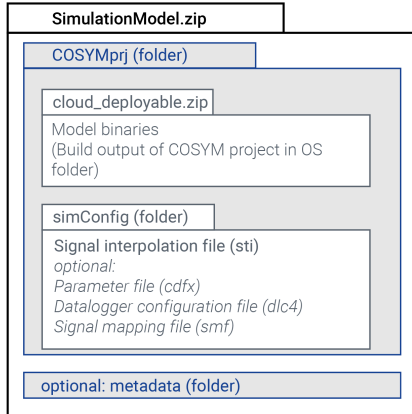 SimulationModel.zip
COSYMprj (folder)
cloud_deployable.zip
Model binaries
(Build output of COSYM project in OS
folder)
simConfig (folder)
Signal interpolation file (sti)
optional:
Parameter file (cdfx)
Datalogger configuration file (dlc4)
Signal mapping file (smf)
optional: metadata (folder)